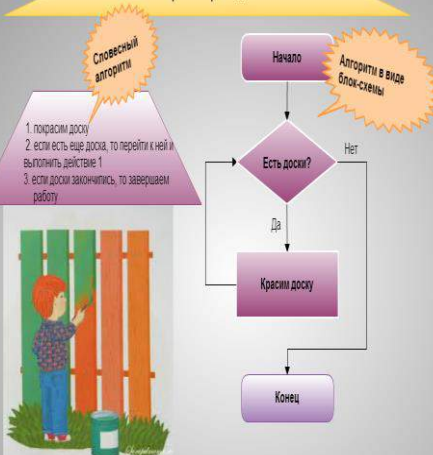 Словесный
алгоритм
1. покрасим доску
2. если есть еще доска, то перейти к ней и
выполнить действие 1
3. если доски закончились, то завершаем
работу
Начало
Алгоритм в виде
блок-схемы
Есть доски?
Нет
Да
Красим доску
Конец